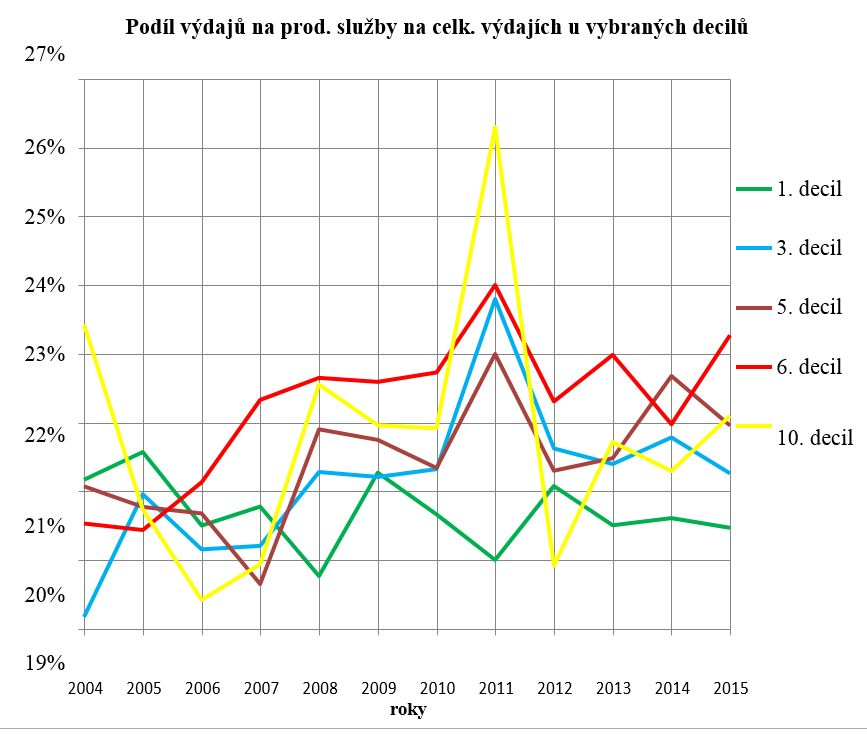 Podíl výdajů na prod. služby na celk. výdajích u vybraných decilů
27%
26%
25%
24%
23%
22%
21%
20%
19%
1. decil
3. decil
5. decil
6. decil
10. decil
2004 2005 2006 2007 2008 2009 2010 2011 2012 2013 2014 2015
roky